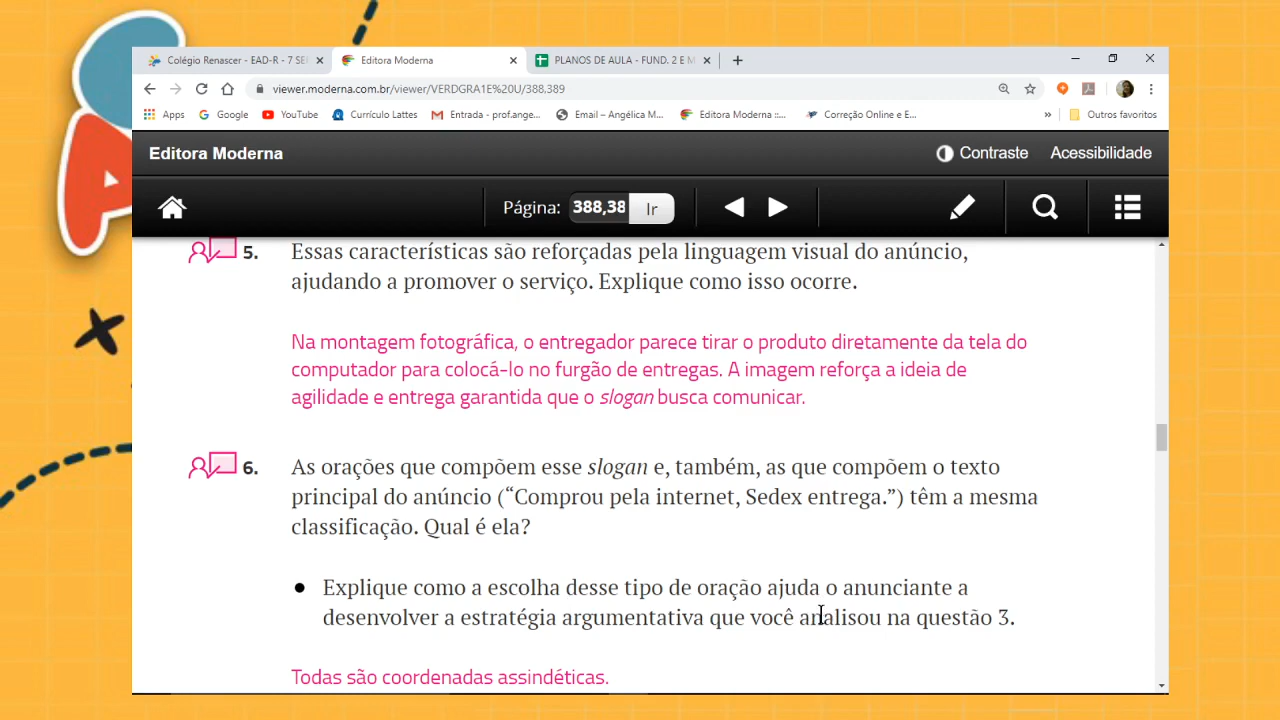 Colégio Renascer - EAD-R - 7 SÉ
Editora Moderna
PLANOS DE AULA - FUND. 2 E M
viewer.moderna.com.br/viewer/VERDGRA1E%20U/388,389
Apps
Google
YouTube
Currículo Lattes
Entrada - prof.ange...
Email – Angélica M...
Editora Moderna ::..
Correção Online e E...
»
Outros favoritos
Editora Moderna
Contraste
Acessibilidade
Página:
388,38
Ir
5. Essas características são reforçadas pela linguagem visual do anúncio,
ajudando a promover o serviço. Explique como isso ocorre.
Na montagem fotográfica, o entregador parece tirar o produto diretamente da tela do
computador para colocá-lo no furgão de entregas. A imagem reforça a ideia de
agilidade e entrega garantida que o slogan busca comunicar.
6. As orações que compõem esse slogan e, também, as que compõem o texto
principal do anúncio (“Comprou pela internet, Sedex entrega.”) têm a mesma
classificação. Qual é ela?
● Explique como a escolha desse tipo de oração ajuda o anunciante a
desenvolver a estratégia argumentativa que você analisou na questão 3.
Todas são coordenadas assindéticas.